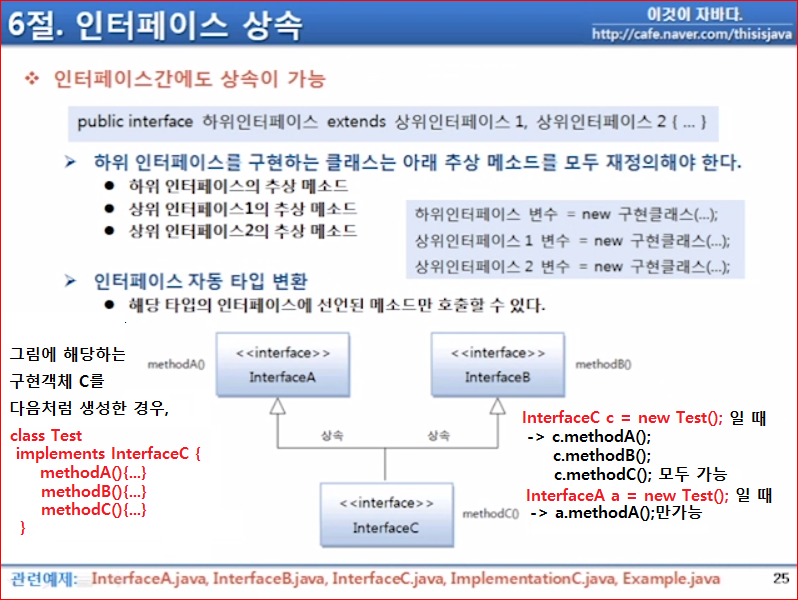 6절. 인터페이스 상속
이것이 자바다.
http://cafe.naver.com/thisisjava
❖ 인터페이스간에도 상속이 가능
public interface 하위인터페이스 extends 상위인터페이스 1, 상위인터페이스 2 { ... }
➢ 하위 인터페이스를 구현하는 클래스는 아래 추상 메소드를 모두 재정의해야 한다.
● 하위 인터페이스의 추상 메소드
● 상위 인터페이스1의 추상 메소드
● 상위 인터페이스2의 추상 메소드
하위인터페이스 변수 = new 구현클래스(...);
상위인터페이스 1 변수 = new 구현클래스(...);
상위인터페이스 2 변수 = new 구현클래스(...);
➢ 인터페이스 자동 타입 변환
● 해당 타입의 인터페이스에 선언된 메소드만 호출할 수 있다.
그림에 해당하는
구현객체 C를
다음처럼 생성한 경우,
class Test
implements InterfaceC {
methodA(){...}
methodB(){...}
methodC(){...}
}
methodA()
<<interface>>
InterfaceA
<<interface>>
InterfaceB
methodB()
상속
상속
<<interface>>
InterfaceC
methodC()
InterfaceC c = new Test(); 일 때
-> c.methodA();
c.methodB();
c.methodC(); 모두 가능
InterfaceA a = new Test(); 일 때
-> a.methodA();만가능
관련예제: InterfaceA.java, InterfaceB.java, InterfaceC.java, ImplementationC.java, Example.java
25